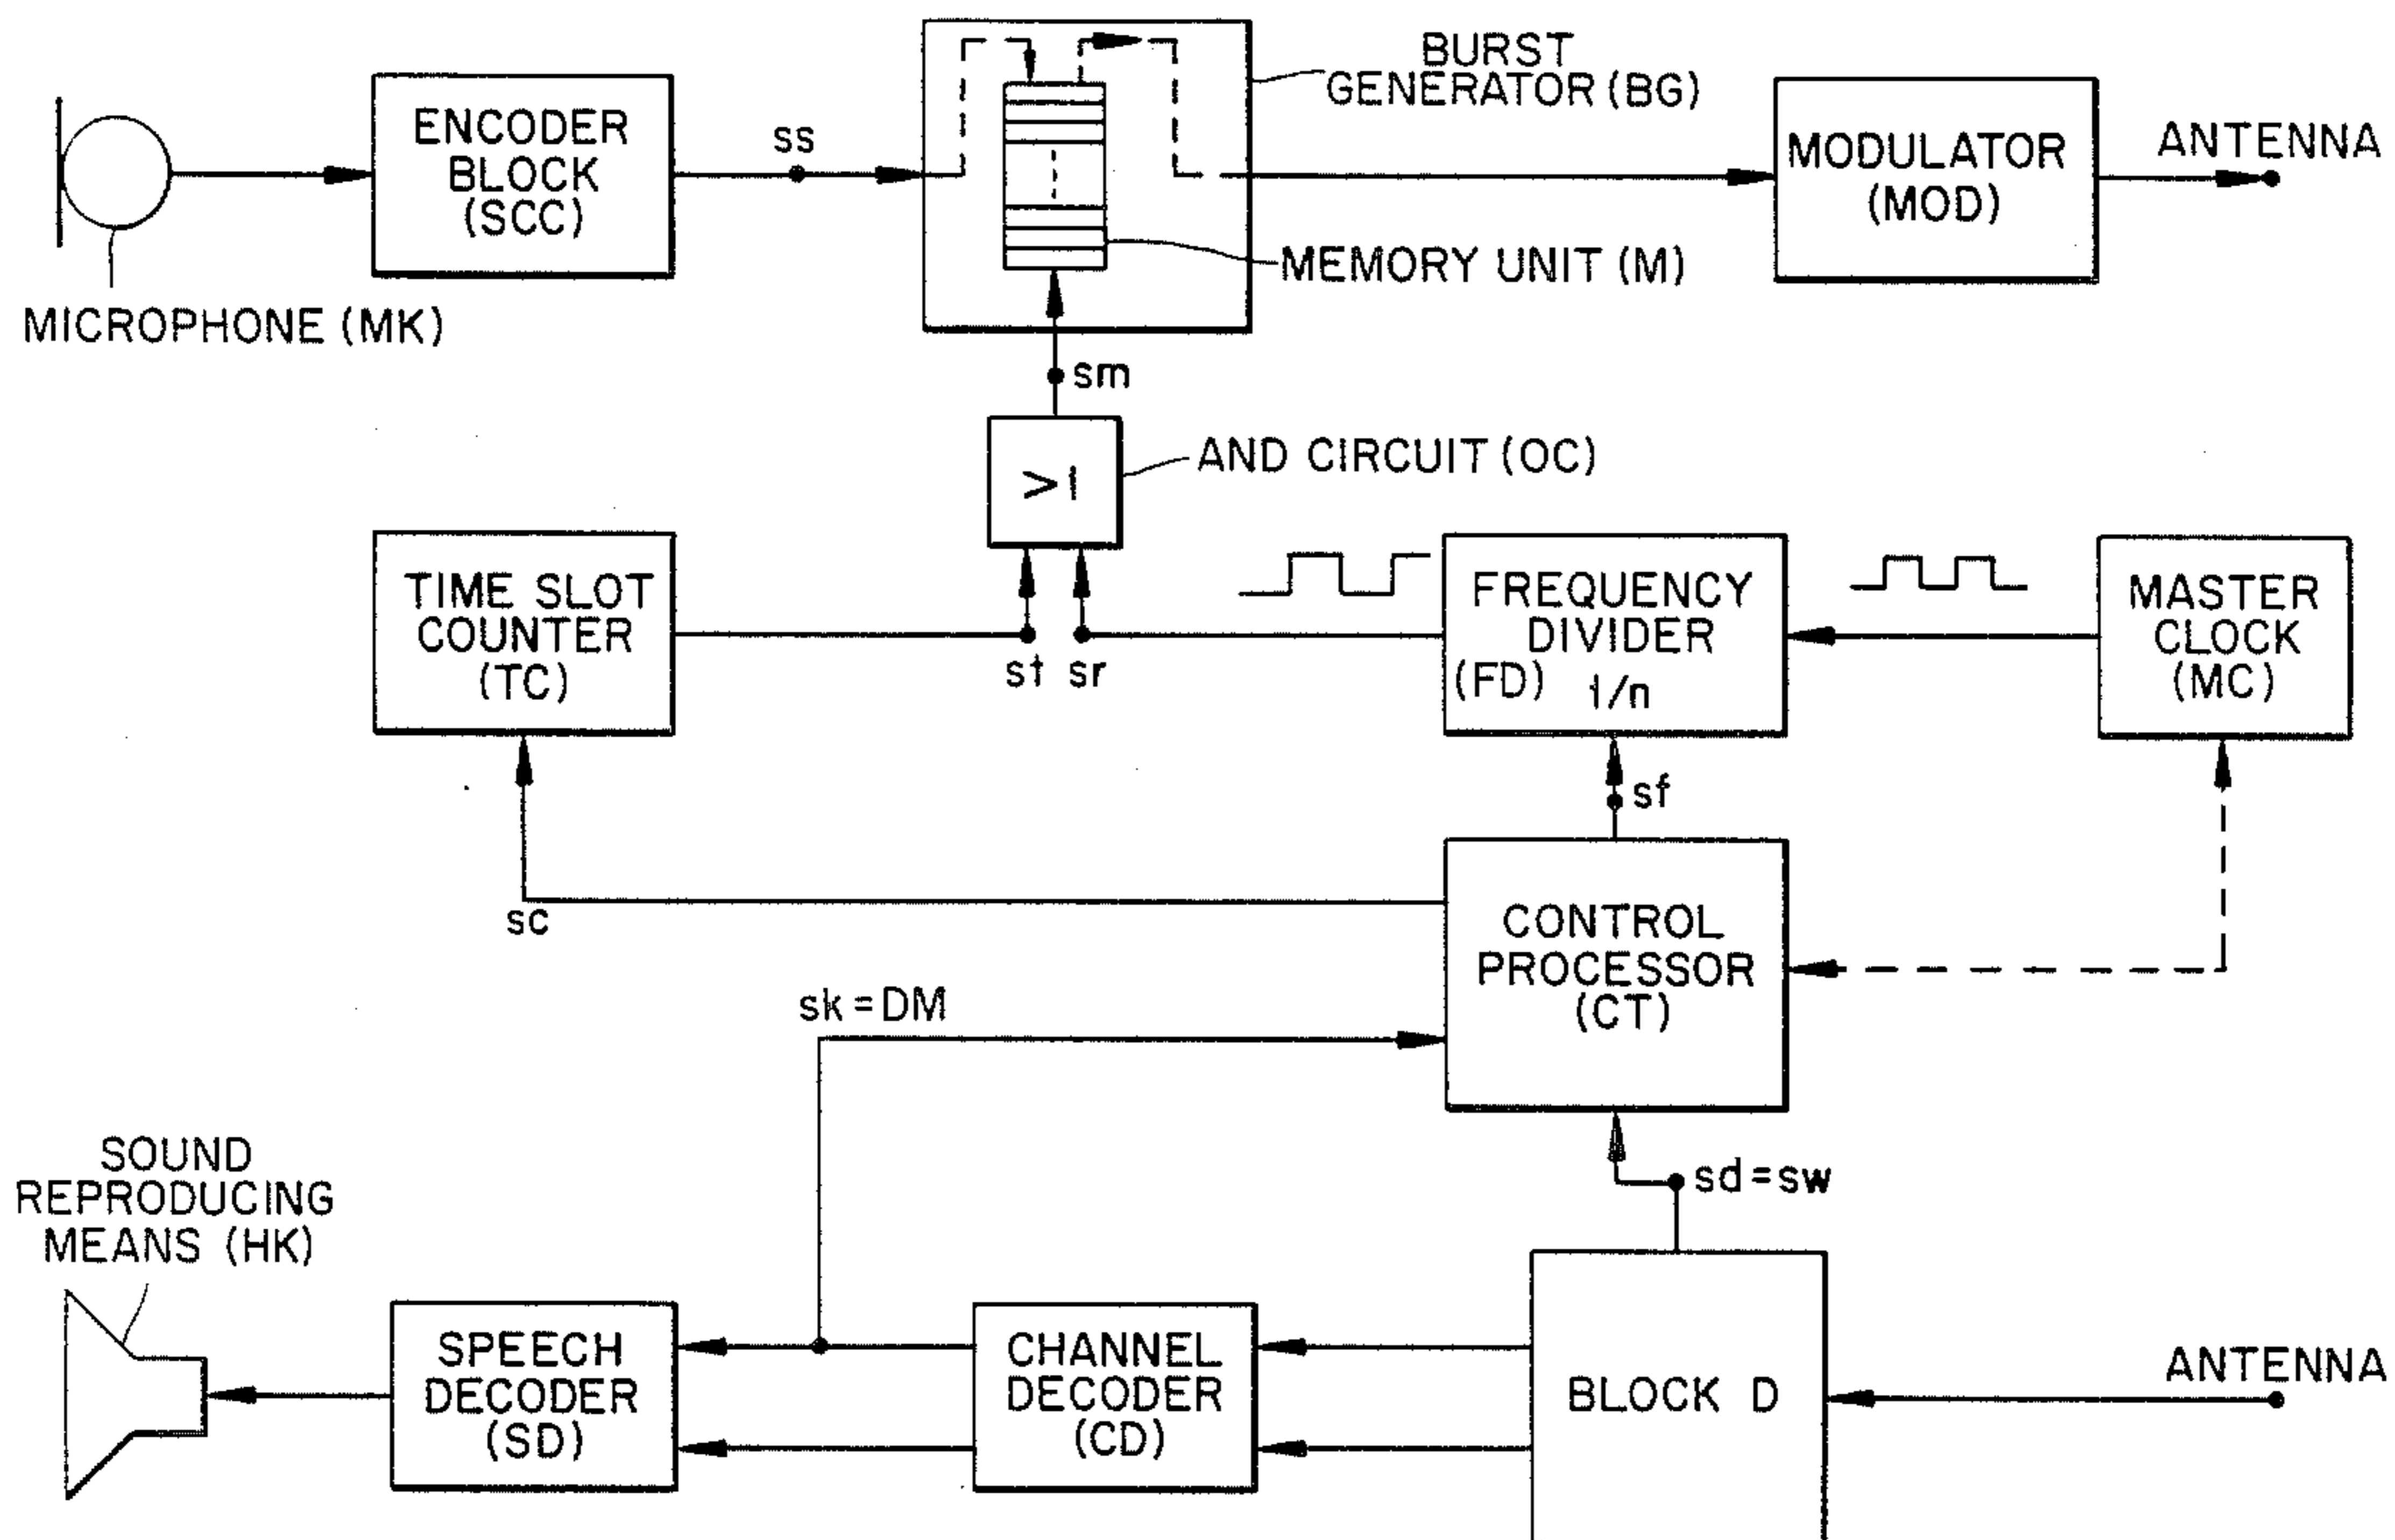 BURST
GENERATOR (BG)
ENCODER
BLOCK
(SCC)
ss
MODULATOR
(MOD)
ANTENNA
MICROPHONE (MK)
MEMORY UNIT (M)
sm
AND CIRCUIT (OC)
>1
TIME SLOT
COUNTER
(TC)
st sr
FREQUENCY
DIVIDER
(FD) 1/n
MASTER
CLOCK
(MC)
sf
sc
CONTROL
PROCESSOR
(CT)
sk = DM
sd = sw
SOUND
REPRODUCING
MEANS (HK)
SPEECH
DECODER
(SD)
CHANNEL
DECODER
(CD)
BLOCK D
ANTENNA